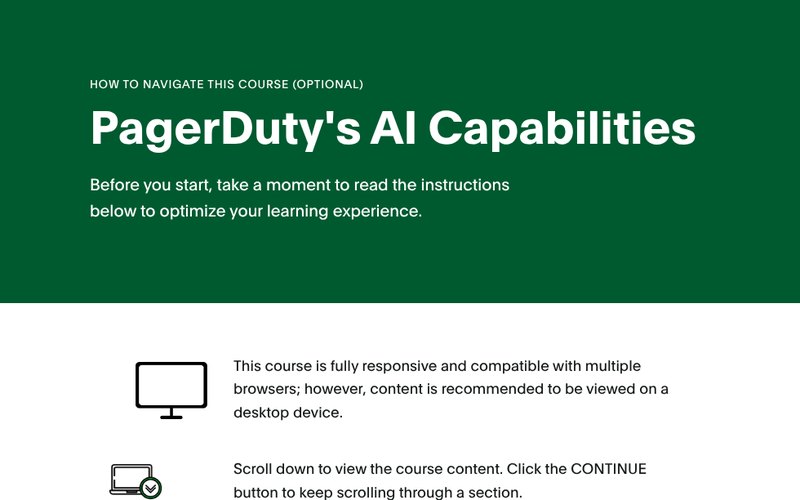 HOW TO NAVIGATE THIS COURSE (OPTIONAL)
PagerDuty's AI Capabilities
Before you start, take a moment to read the instructions
below to optimize your learning experience.
This course is fully responsive and compatible with multiple
browsers; however, content is recommended to be viewed on a
desktop device.
Scroll down to view the course content. Click the CONTINUE
button to keep scrolling through a section.